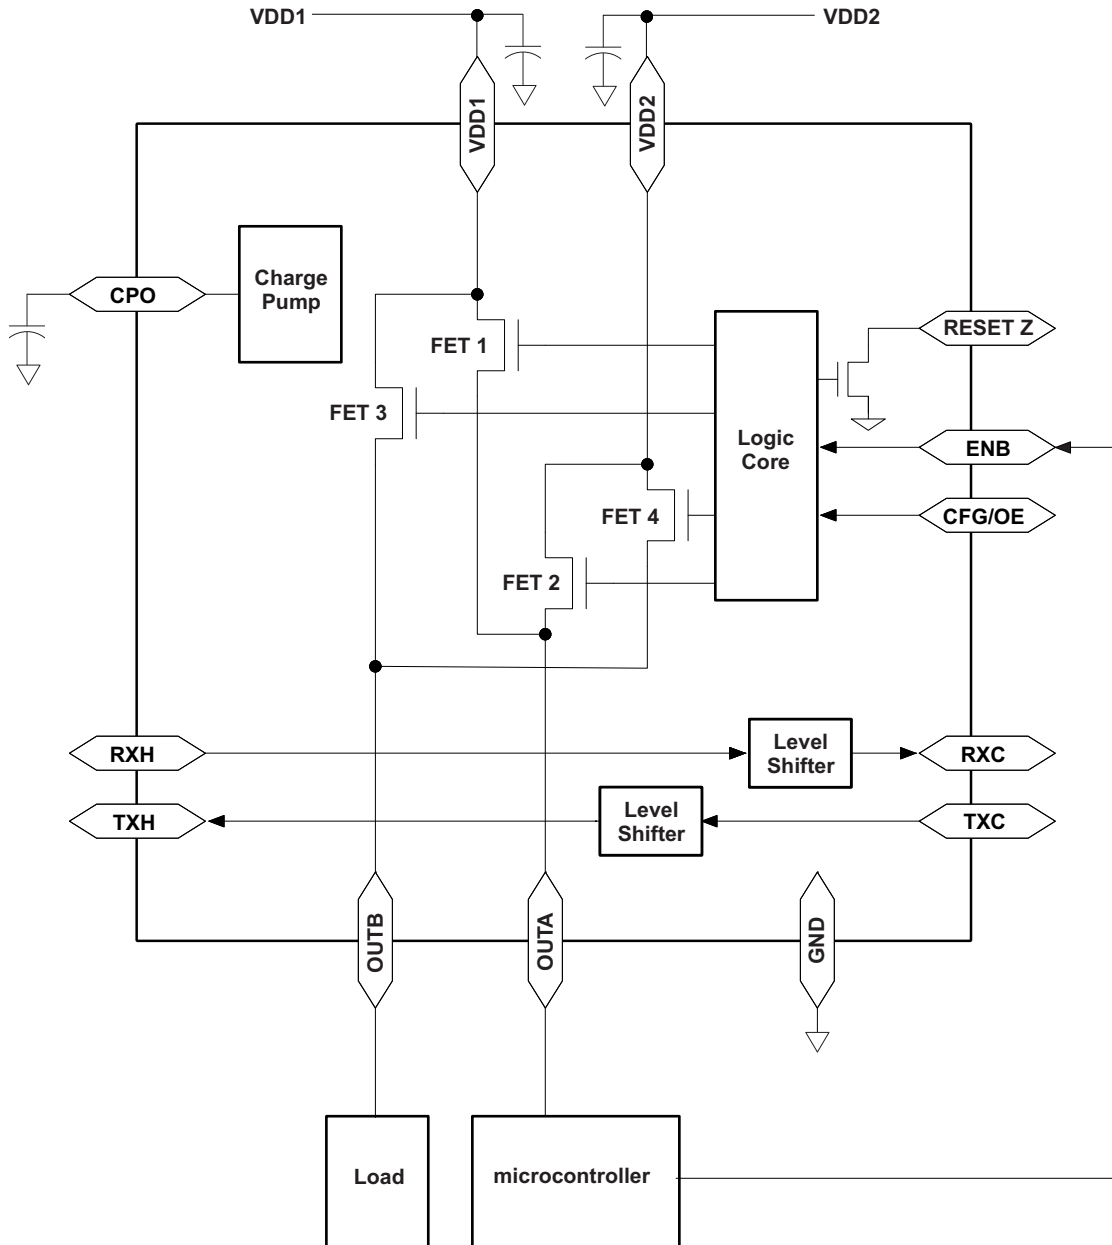 VDD1
VDD2
VDD1
VDD2
Charge
Pump
CPO
RESET Z
FET 1
FET 3
Logic
Core
ENB
FET 4
CFG/OE
FET 2
RXH
Level
Shifter
RXC
TXH
Level
Shifter
TXC
OUTB
OUTA
GND
Load
microcontroller